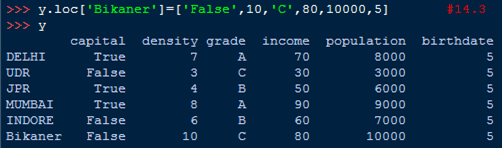 >>> y.loc['Bikaner']=['False',10,'C',80,10000,5] #14.3
>>> y
capital density grade income population birthdate
DELHI True 7 A 70 8000 5
UDR False 3 C 30 3000 5
JPR True 4 B 50 6000 5
MUMBAI True 8 A 90 9000 5
INDORE False 6 B 60 7000 5
Bikaner False 10 C 80 10000 5